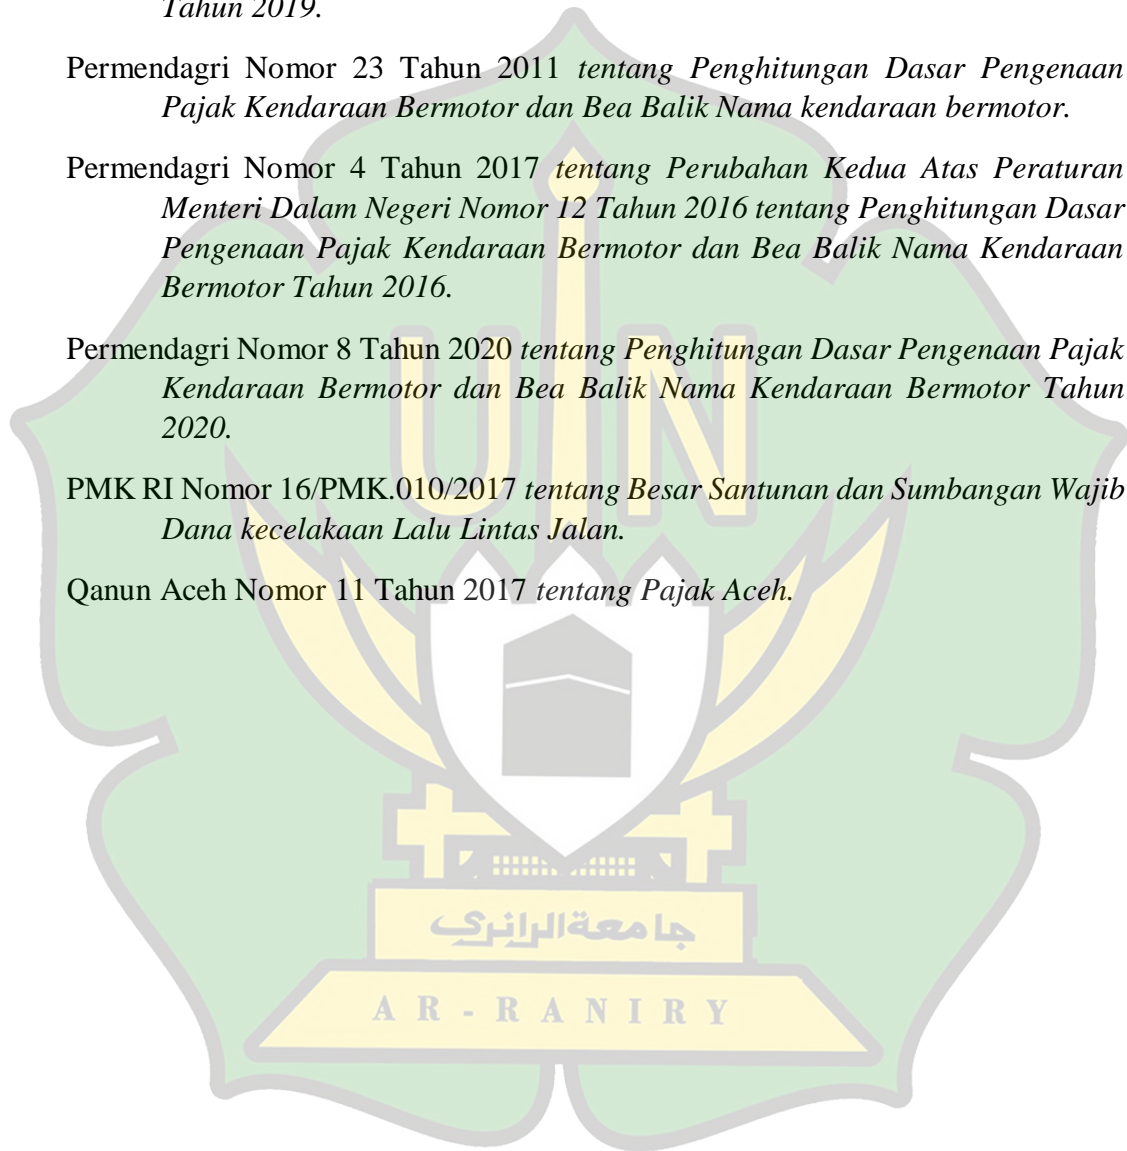 Tahun 2019.
Permendagri Nomor 23 Tahun 2011 tentang Penghitungan Dasar Pengenaan
Pajak Kendaraan Bermotor dan Bea Balik Nama kendaraan bermotor.
Permendagri Nomor 4 Tahun 2017 tentang Perubahan Kedua Atas Peraturan
Menteri Dalam Negeri Nomor 12 Tahun 2016 tentang Penghitungan Dasar
Pengenaan Pajak Kendaraan Bermotor dan Bea Balik Nama Kendaraan
Bermotor Tahun 2016.
Permendagri Nomor 8 Tahun 2020 tentang Penghitungan Dasar Pengenaan Pajak
Kendaraan Bermotor dan Bea Balik Nama Kendaraan Bermotor Tahun
2020.
PMK RI Nomor 16/PMK.010/2017 tentang Besar Santunan dan Sumbangan Wajib
Dana kecelakaan Lalu Lintas Jalan.
Qanun Aceh Nomor 11 Tahun 2017 tentang Pajak Aceh.
UIN
جامعةالرانري
AR-RANIRY